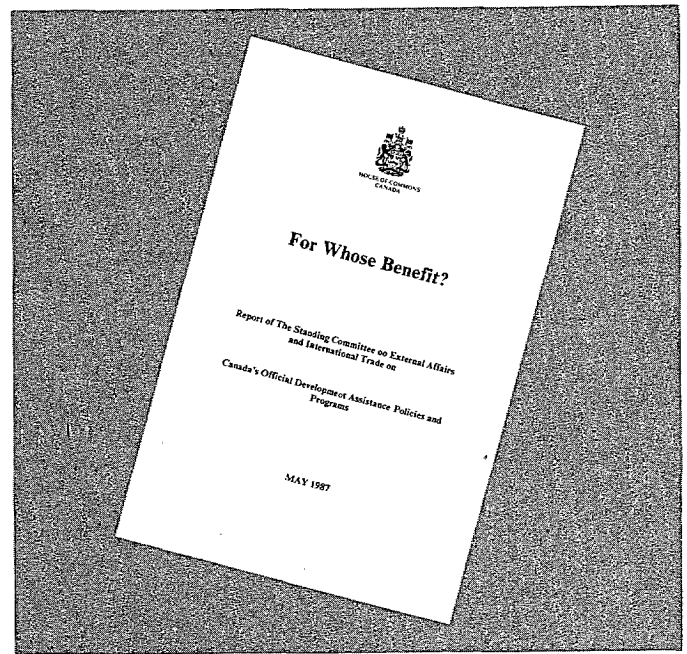 HOUSE OF COMMONS
CANADA
For Whose Benefit?
Report of The Standing Committee on External Affairs
and International Trade on
Canada's Official Development Assistance Policies and
Programs
MAY 1987